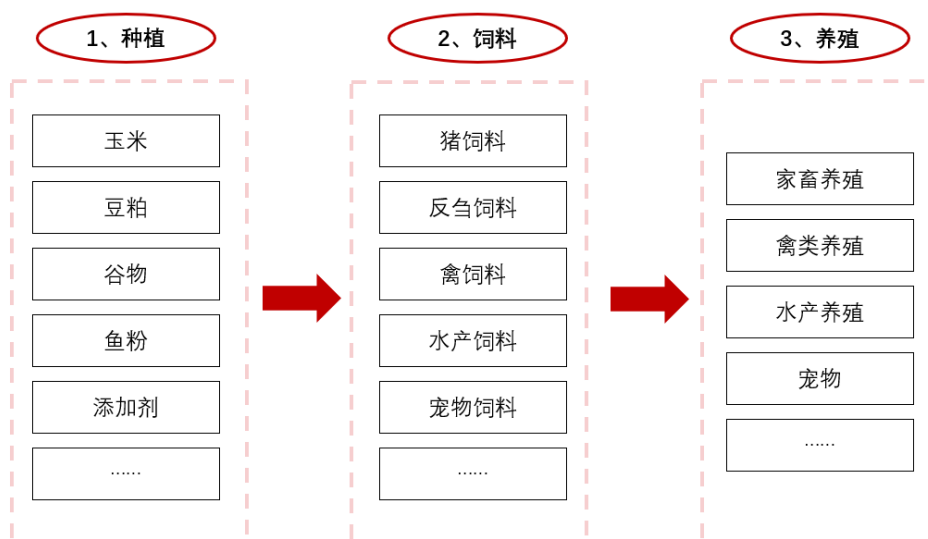 1、种植
玉米
豆粕
谷物
鱼粉
添加剂
……
2、饲料
猪饲料
反刍饲料
禽饲料
水产饲料
宠物饲料
……
3、养殖
家畜养殖
禽类养殖
水产养殖
宠物
……